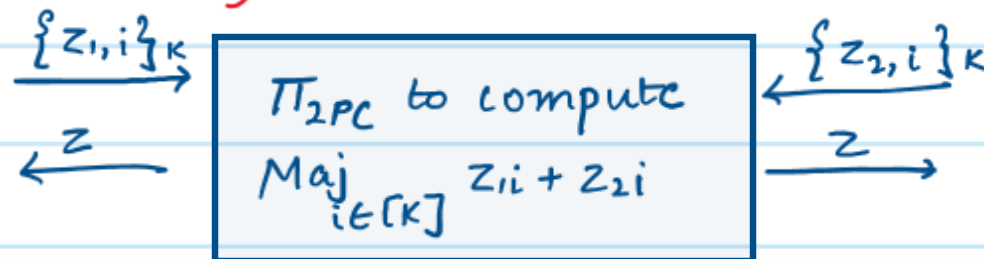 {z₁,i}κ
{z₂,i}κ
Π₂PC to compute
z
z
Maj i∈[κ] z₁i + z₂i